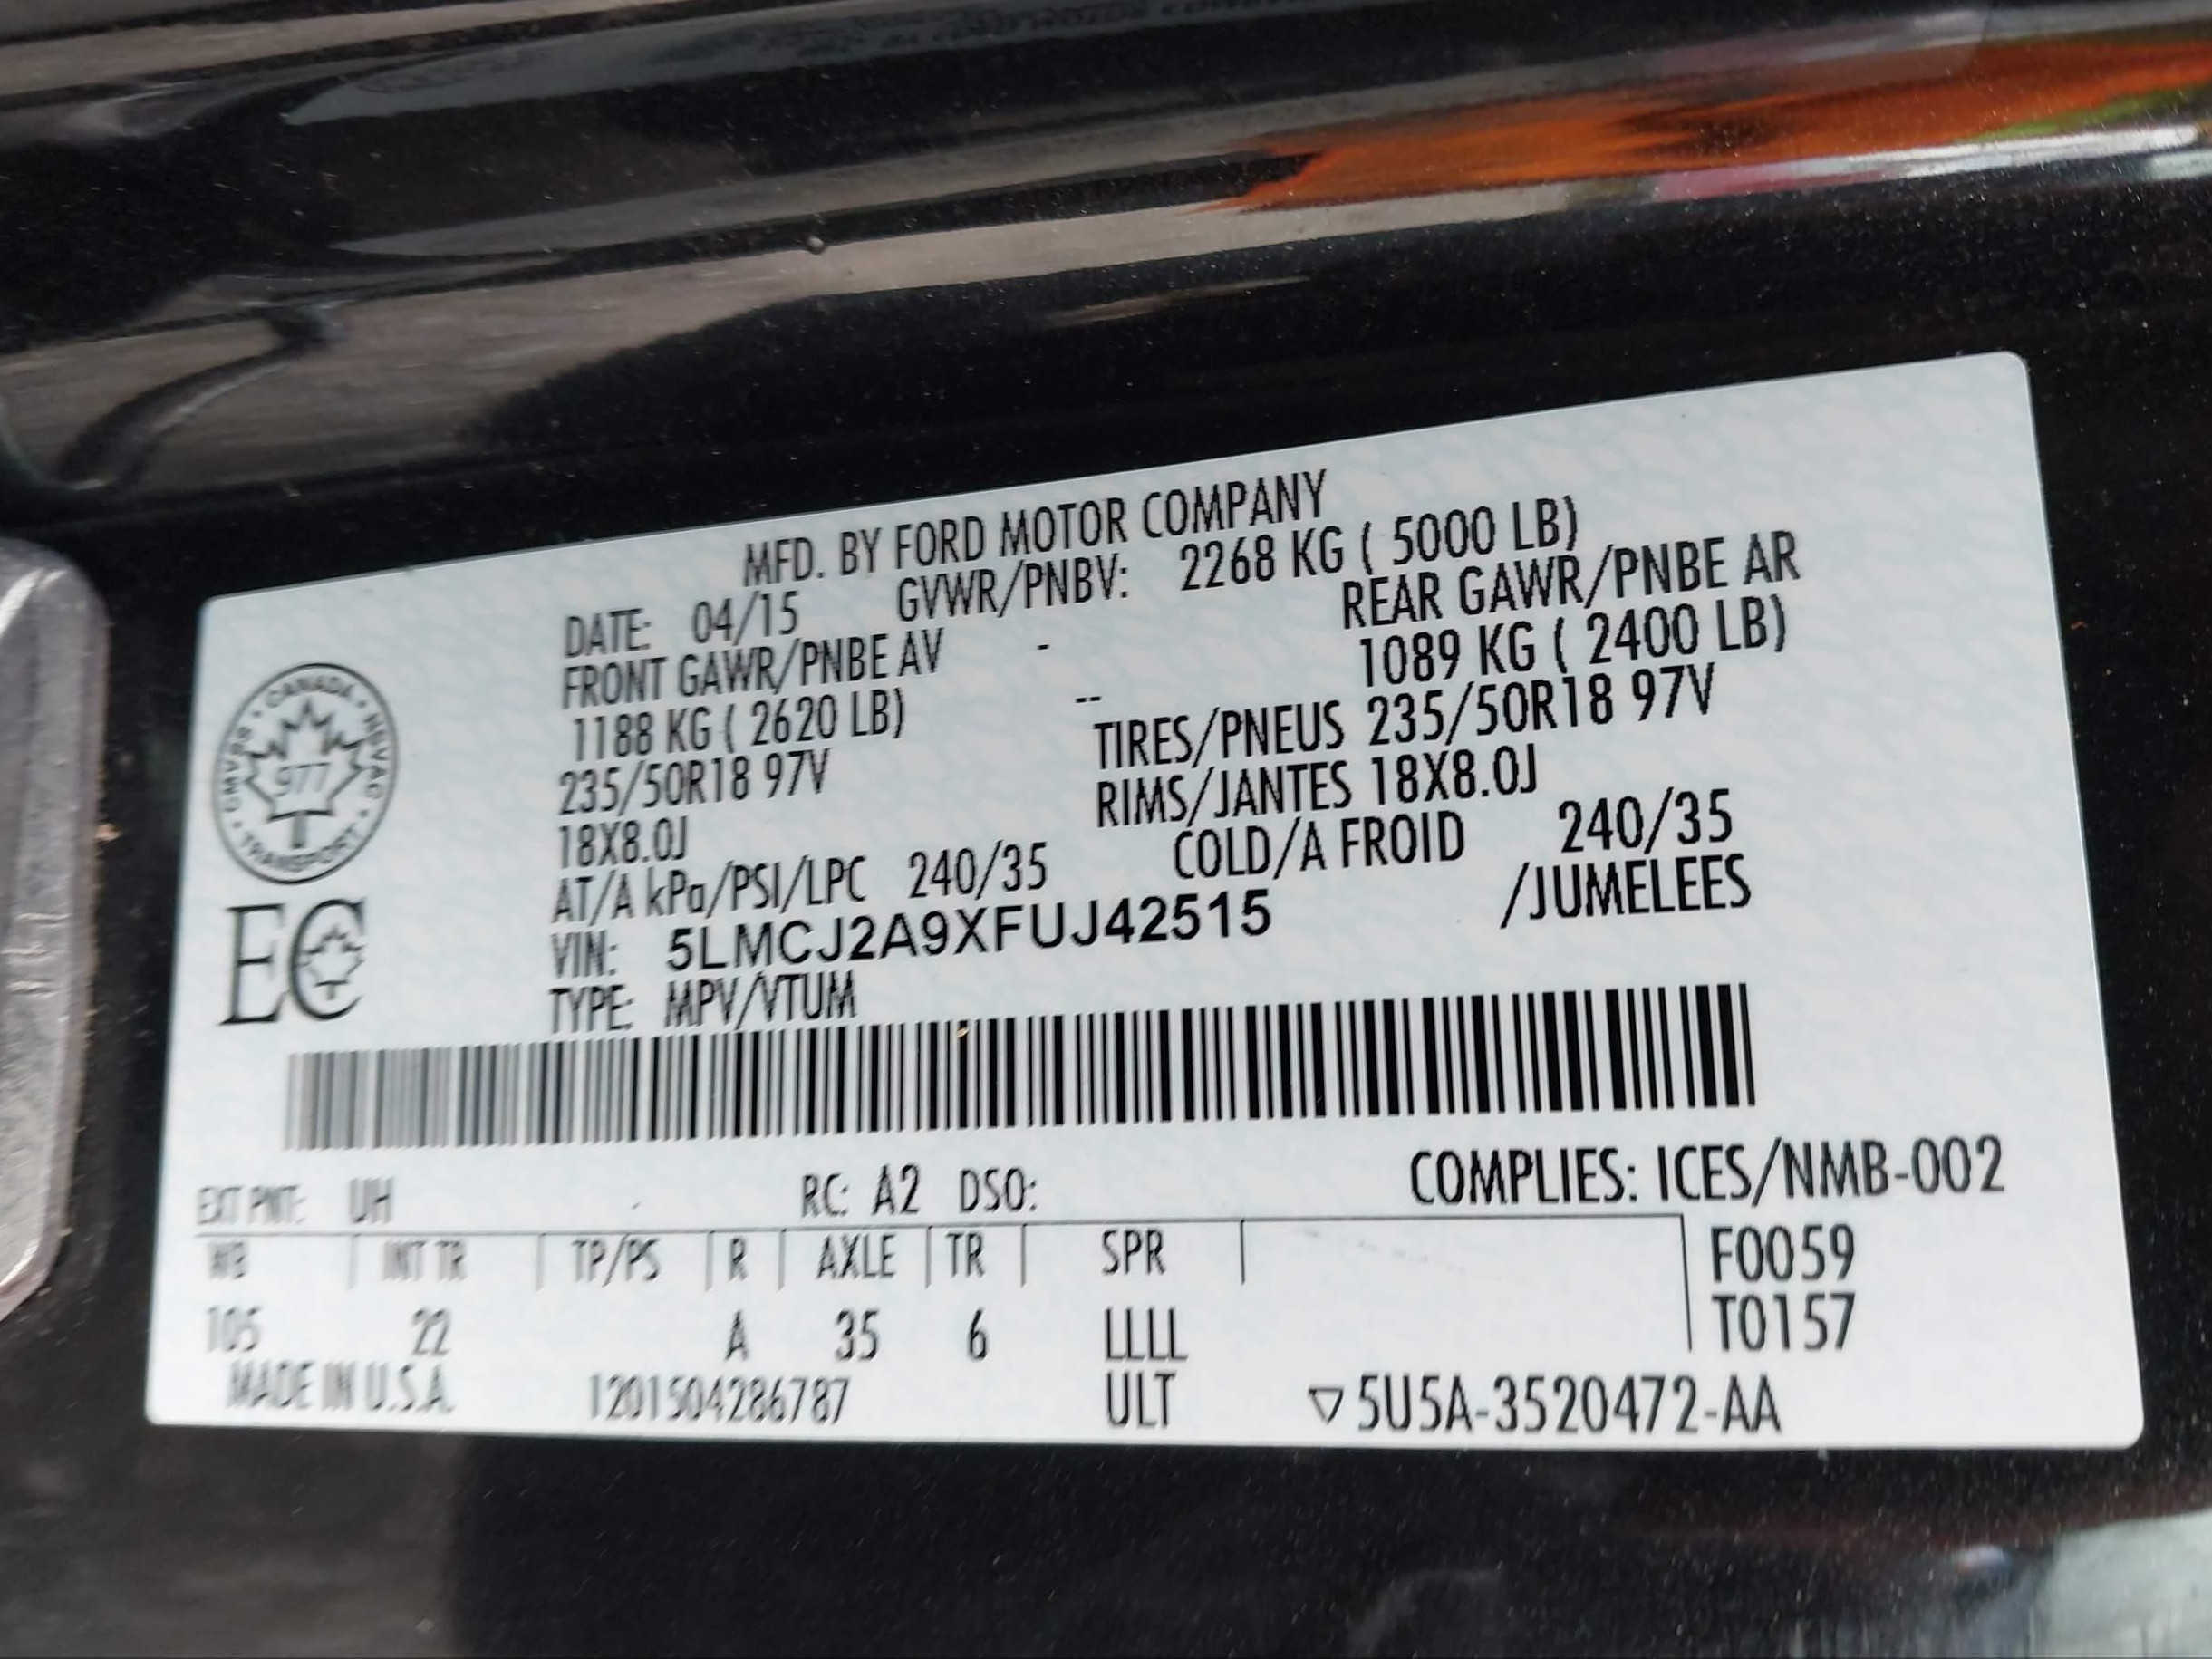 MFD. BY FORD MOTOR COMPANY
DATE: 04/15 GVWR/PNBV: 2268 KG ( 5000 LB)
FRONT GAWR/PNBE AV - REAR GAWR/PNBE AR
1188 KG ( 2620 LB) -- 1089 KG ( 2400 LB)
235/50R18 97V TIRES/PNEUS 235/50R18 97V
18X8.0J RIMS/JANTES 18X8.0J
AT/A kPa/PSI/LPC 240/35 COLD/A FROID 240/35
VIN: 5LMCJ2A9XFUJ42515 /JUMELEES
TYPE: MPV/VTUM
CANADA · NSVAC · TRANSPORT · CMVSS
977
EC
EXT PNT: UH RC: A2 DSO: COMPLIES: ICES/NMB-002
WB INT TR TP/PS R AXLE TR SPR F0059
105 22 A 35 6 LLLL T0157
MADE IN U.S.A. 1201504286787 ULT ▽5U5A-3520472-AA